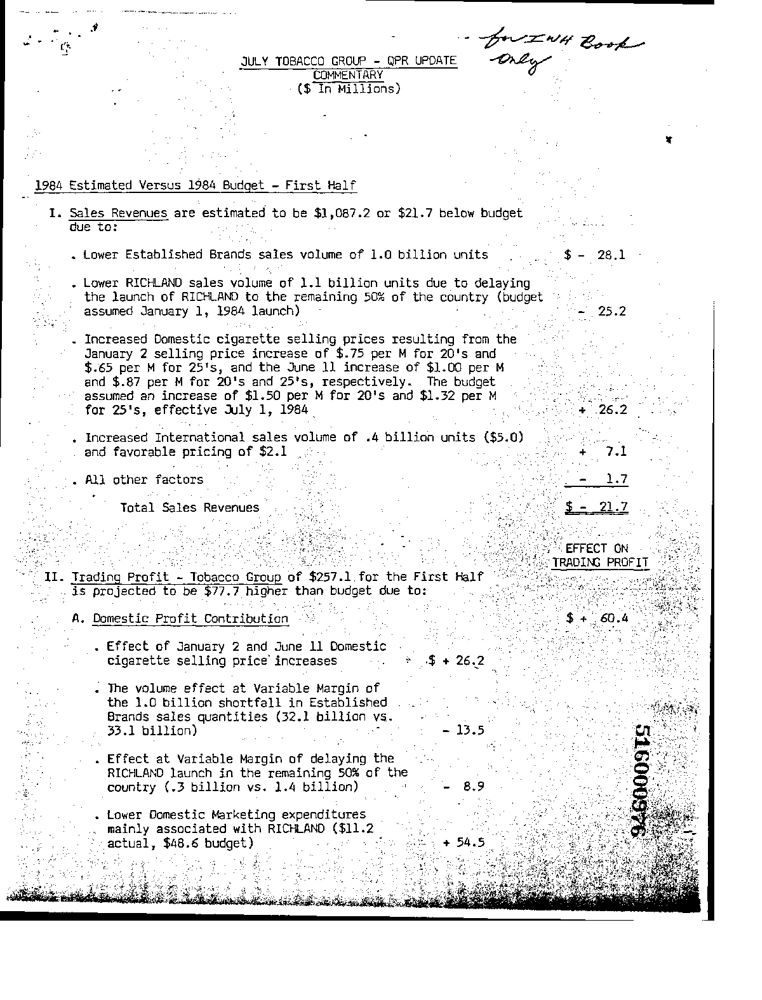 for INH Book
Only
JULY TOBACCO GROUP - QPR UPDATE
COMMENTARY
($ In Millions)
1984 Estimated Versus 1984 Budget - First Half
I. Sales Revenues are estimated to be $1,087.2 or $21.7 below budget
due to:
. Lower Established Brands sales volume of 1.0 billion units $ - 28.1
. Lower RICHLAND sales volume of 1.1 billion units due to delaying
the launch of RICHLAND to the remaining 50% of the country (budget
assumed January 1, 1984 launch) - 25.2
. Increased Domestic cigarette selling prices resulting from the
January 2 selling price increase of $.75 per M for 20's and
$.65 per M for 25's, and the June 11 increase of $1.00 per M
and $.87 per M for 20's and 25's, respectively. The budget
assumed an increase of $1.50 per M for 20's and $1.32 per M
for 25's, effective July 1, 1984 + 26.2
. Increased International sales volume of .4 billion units ($5.0)
and favorable pricing of $2.1 + 7.1
. All other factors - 1.7
Total Sales Revenues $ - 21.7
EFFECT ON
TRADING PROFIT
II. Trading Profit - Tobacco Group of $257.1 for the First Half
is projected to be $77.7 higher than budget due to:
A. Domestic Profit Contribution $ + 60.4
. Effect of January 2 and June 11 Domestic
cigarette selling price increases $ + 26.2
. The volume effect at Variable Margin of
the 1.0 billion shortfall in Established
Brands sales quantities (32.1 billion vs.
33.1 billion) - 13.5
. Effect at Variable Margin of delaying the
RICHLAND launch in the remaining 50% of the
country (.3 billion vs. 1.4 billion) - 8.9
. Lower Domestic Marketing expenditures
mainly associated with RICHLAND ($11.2
actual, $48.6 budget) + 54.5
516000976